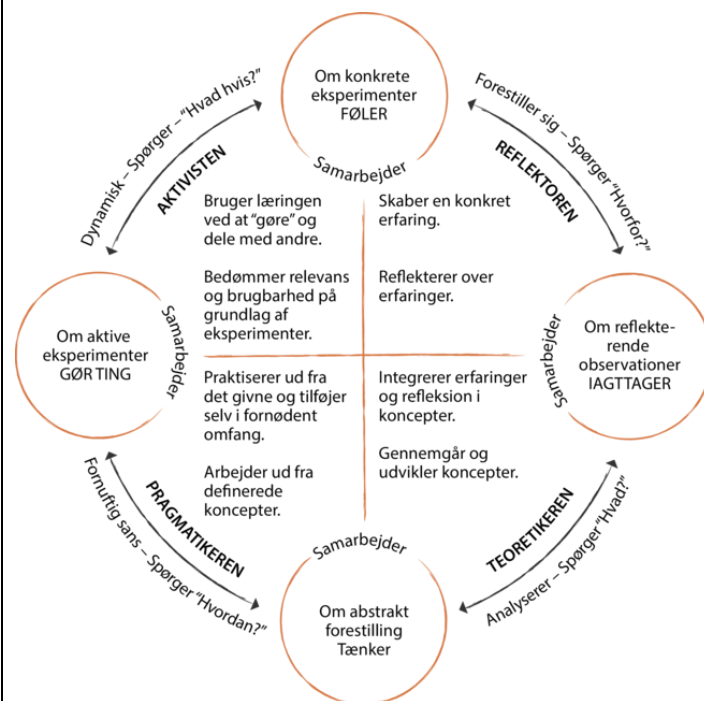 Om konkrete
eksperimenter
FØLER
Samarbejder
Dynamisk – Spørger – “Hvad hvis?”
AKTIVISTEN
Forestiller sig – Spørger “Hvorfor?”
REFLEKTOREN
Bruger læringen
ved at “gøre” og
dele med andre.
Bedømmer relevans
og brugbarhed på
grundlag af
eksperimenter.
Skaber en konkret
erfaring.
Reflekterer over
erfaringer.
Om aktive
eksperimenter
GØR TING
Samarbejder
Samarbejder
Om reflekte-
rende
observationer
IAGTTAGER
Praktiserer ud fra
det givne og tilføjer
selv i fornødent
omfang.
Arbejder ud fra
definerede
koncepter.
Integrerer erfaringer
og refleksion i
koncepter.
Gennemgår og
udvikler koncepter.
PRAGMATIKEREN
Fornuftig sans – Spørger “Hvordan?”
TEORETIKEREN
Analyserer – Spørger “Hvad?”
Samarbejder
Om abstrakt
forestilling
Tænker